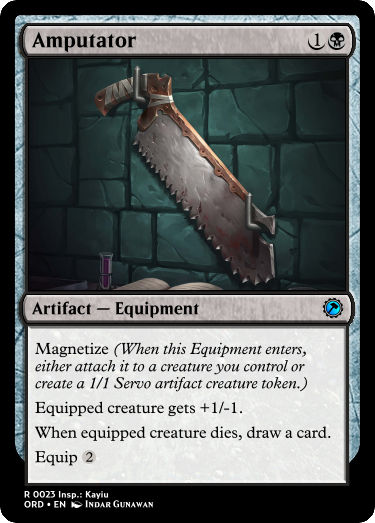 Amputator 1
Artifact — Equipment
Magnetize (When this Equipment enters,
either attach it to a creature you control or
create a 1/1 Servo artifact creature token.)
Equipped creature gets +1/-1.
When equipped creature dies, draw a card.
Equip 2
R 0023 Insp.: Kayiu
ORD • EN Indar Gunawan